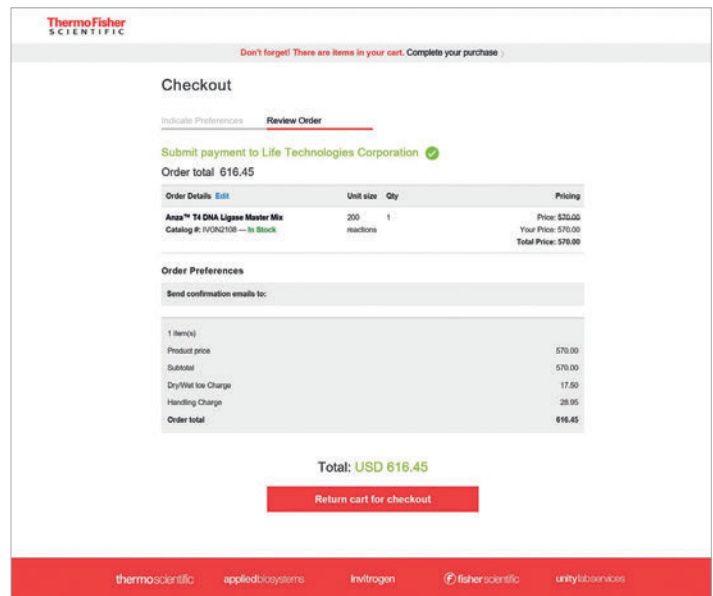 ThermoFisher
SCIENTIFIC
Don't forget! There are items in your cart. Complete your purchase
Checkout
Indicate Preferences Review Order
Submit payment to Life Technologies Corporation
Order total 616.45
Order Details Edit Unit size Qty Pricing
Anza™ T4 DNA Ligase Master Mix 200 1 Price: $70.00
Catalog #: IVGN2108 — In Stock reactions Your Price: 570.00
Total Price: 570.00
Order Preferences
Send confirmation emails to:
1 item(s)
Product price 570.00
Subtotal 570.00
Dry/Wet Ice Charge 17.50
Handling Charge 28.95
Order total 616.45
Total: USD 616.45
Return cart for checkout
thermoscientific appliedbiosystems invitrogen fisherscientific unitylabservices